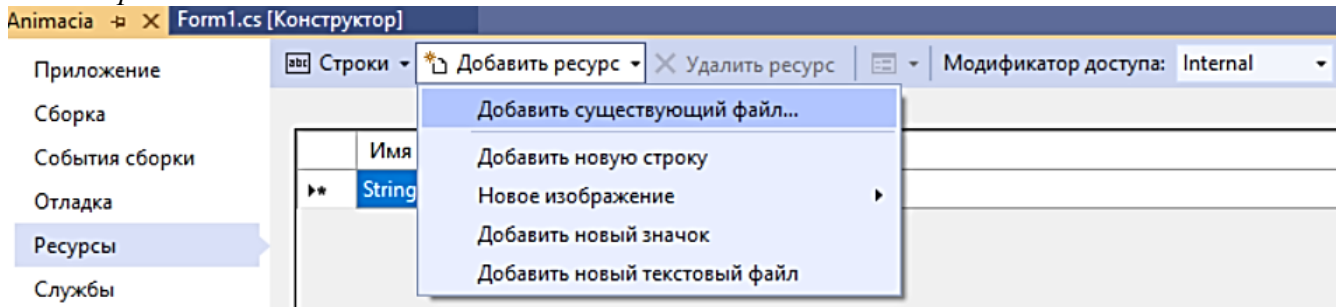 Animacia Form1.cs [Конструктор]
Приложение
Сборка
События сборки
Отладка
Ресурсы
Службы
abc Строки Добавить ресурс Удалить ресурс Модификатор доступа: Internal
Добавить существующий файл...
Добавить новую строку
Новое изображение
Добавить новый значок
Добавить новый текстовый файл
Имя
String